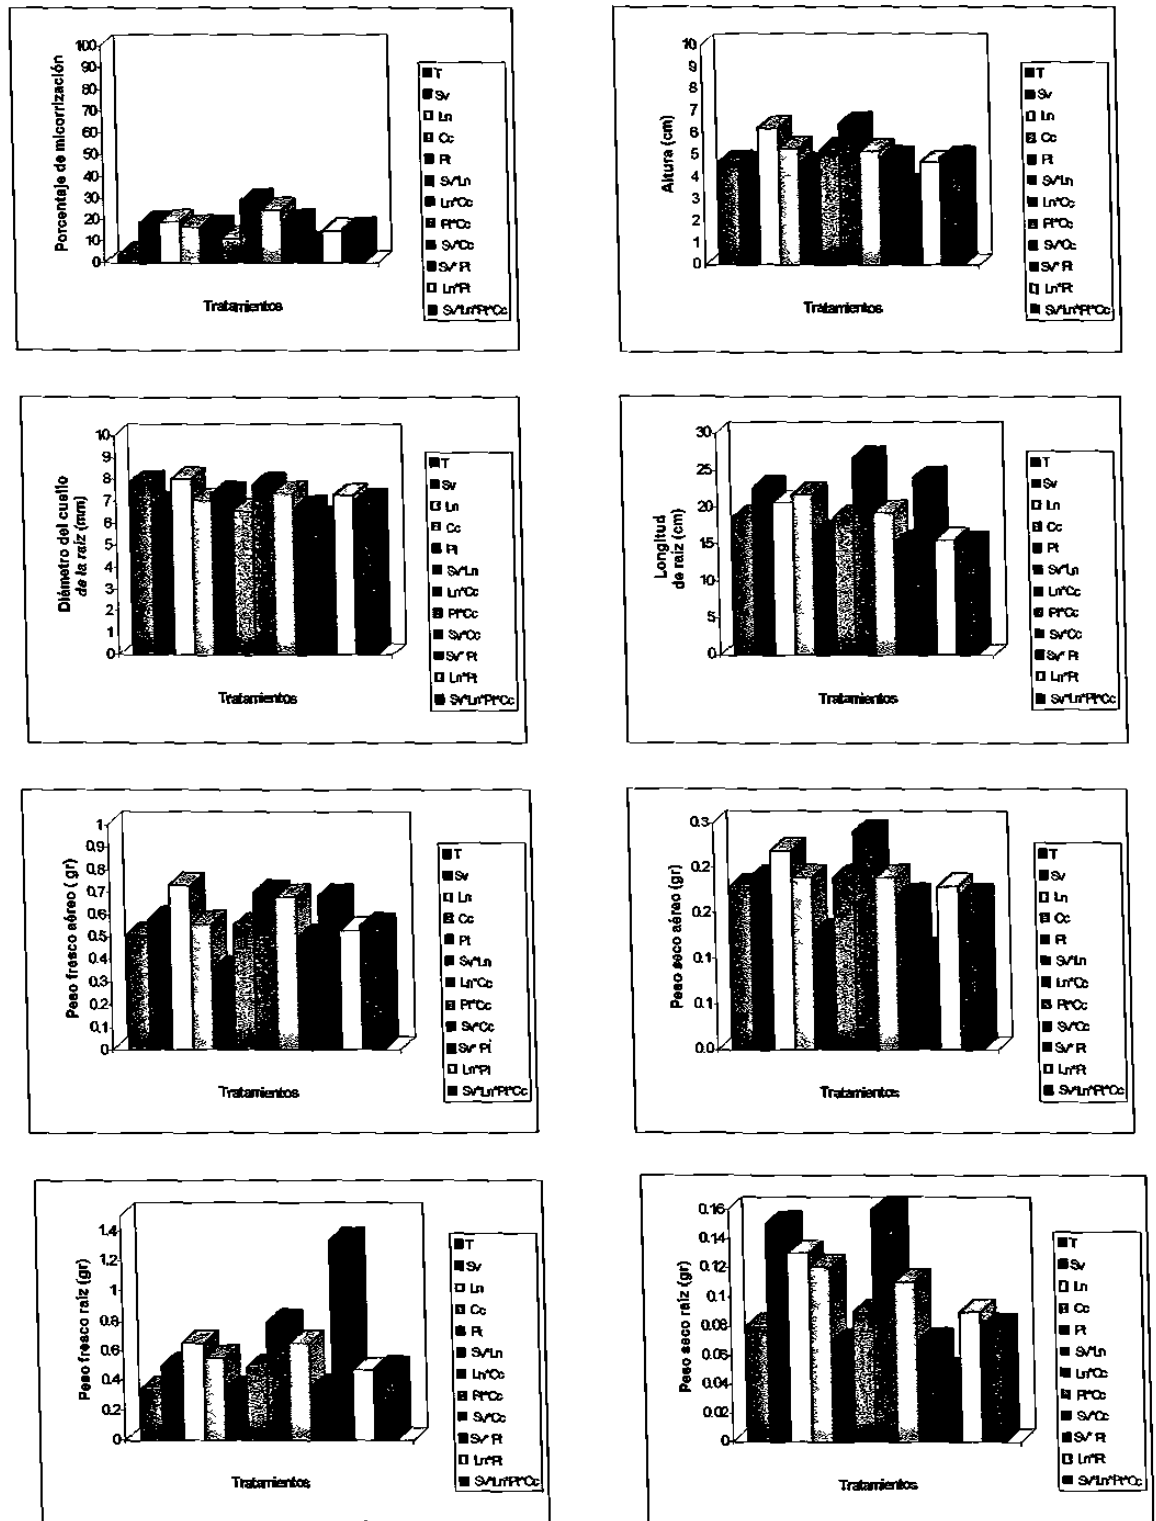 Porcentaje de micorrización
100
90
80
70
60
50
40
30
20
10
0
Tratamientos
T
Sv
Ln
Cc
Pt
Sv*Ln
Ln*Cc
Pt*Cc
Sv*Cc
Sv* Pt
Ln*Pt
Sv*Ln*Pt*Cc
Altura (cm)
10
9
8
7
6
5
4
3
2
1
0
Tratamientos
T
Sv
Ln
Cc
Pt
Sv*Ln
Ln*Cc
Pt*Cc
Sv*Cc
Sv* Pt
Ln*Pt
Sv*Ln*Pt*Cc
Diámetro del cuello
de la raíz (mm)
10
9
8
7
6
5
4
3
2
1
0
Tratamientos
T
Sv
Ln
Cc
Pt
Sv*Ln
Ln*Cc
Pt*Cc
Sv*Cc
Sv* Pt
Ln*Pt
Sv*Ln*Pt*Cc
Longitud
de raíz (cm)
30
25
20
15
10
5
0
Tratamientos
T
Sv
Ln
Cc
Pt
Sv*Ln
Ln*Cc
Pt*Cc
Sv*Cc
Sv* Pt
Ln*Pt
Sv*Ln*Pt*Cc
Peso fresco aéreo ( gr)
1
0.9
0.8
0.7
0.6
0.5
0.4
0.3
0.2
0.1
0
Tratamientos
T
Sv
Ln
Cc
Pt
Sv*Ln
Ln*Cc
Pt*Cc
Sv*Cc
Sv* Pt
Ln*Pt
Sv*Ln*Pt*Cc
Peso seco aéreo (gr)
0.3
0.2
0.2
0.1
0.1
0.0
Tratamientos
T
Sv
Ln
Cc
Pt
Sv*Ln
Ln*Cc
Pt*Cc
Sv*Cc
Sv* Pt
Ln*Pt
Sv*Ln*Pt*Cc
Peso fresco raíz (gr)
1.4
1.2
1
0.8
0.6
0.4
0.2
0
Tratamientos
T
Sv
Ln
Cc
Pt
Sv*Ln
Ln*Cc
Pt*Cc
Sv*Cc
Sv* Pt
Ln*Pt
Sv*Ln*Pt*Cc
Peso seco raíz (gr)
0.16
0.14
0.12
0.1
0.08
0.06
0.04
0.02
0
Tratamientos
T
Sv
Ln
Cc
Pt
Sv*Ln
Ln*Cc
Pt*Cc
Sv*Cc
Sv* Pt
Ln*Pt
Sv*Ln*Pt*Cc